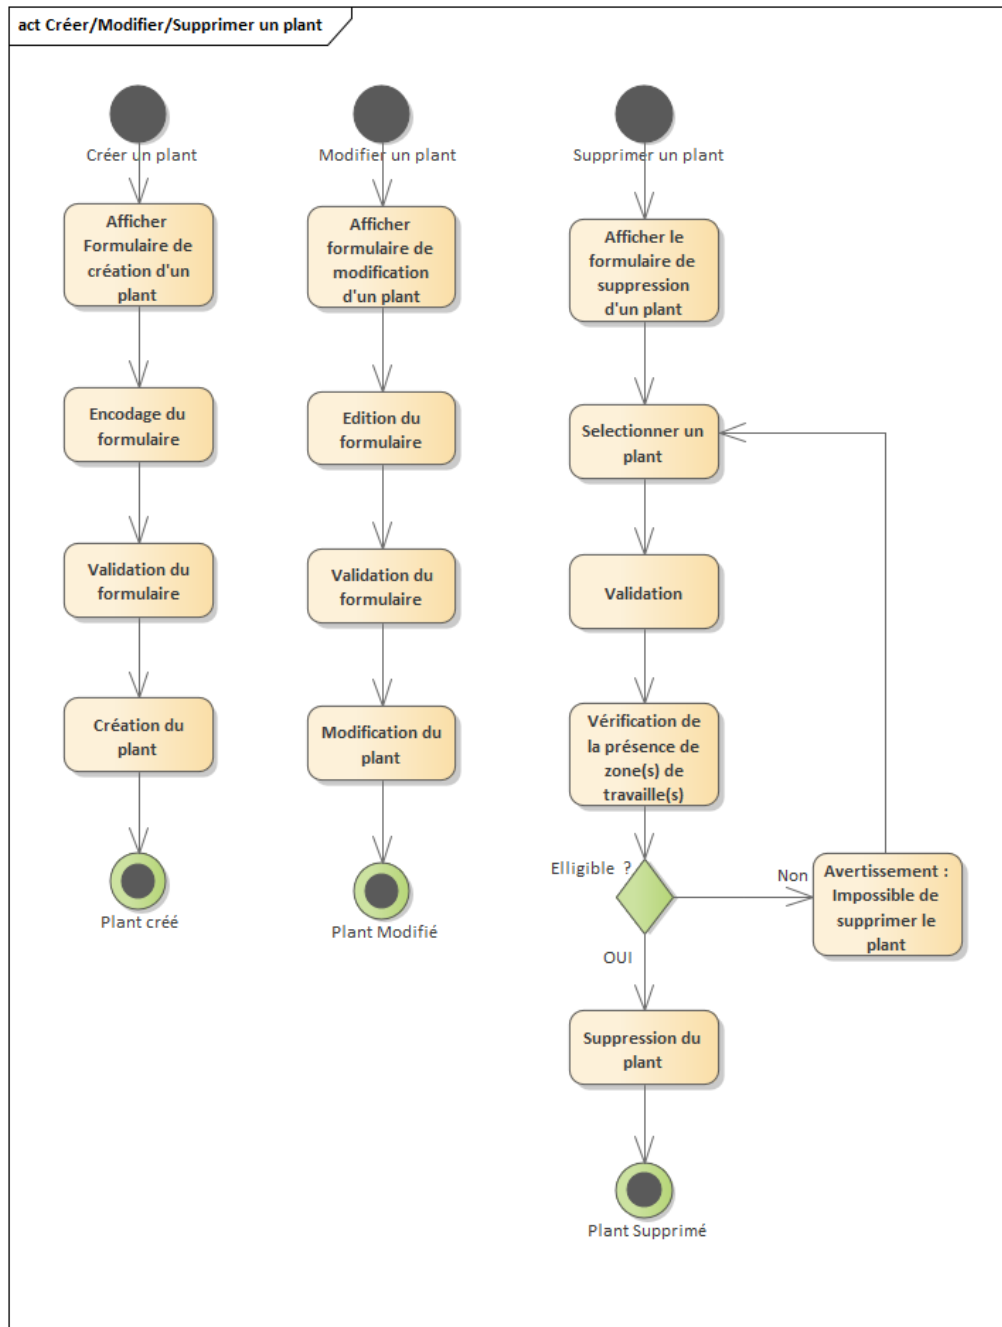 act Créer/Modifier/Supprimer un plant
Créer un plant
Afficher
Formulaire de
création d'un
plant
Encodage du
formulaire
Validation du
formulaire
Création du
plant
Plant créé
Modifier un plant
Afficher
formulaire de
modification
d'un plant
Edition du
formulaire
Validation du
formulaire
Modification du
plant
Plant Modifié
Supprimer un plant
Afficher le
formulaire de
suppression
d'un plant
Selectionner un
plant
Validation
Vérification de
la présence de
zone(s) de
travaille(s)
Elligible ?
Non
Avertissement :
Impossible de
supprimer le
plant
OUI
Suppression du
plant
Plant Supprimé